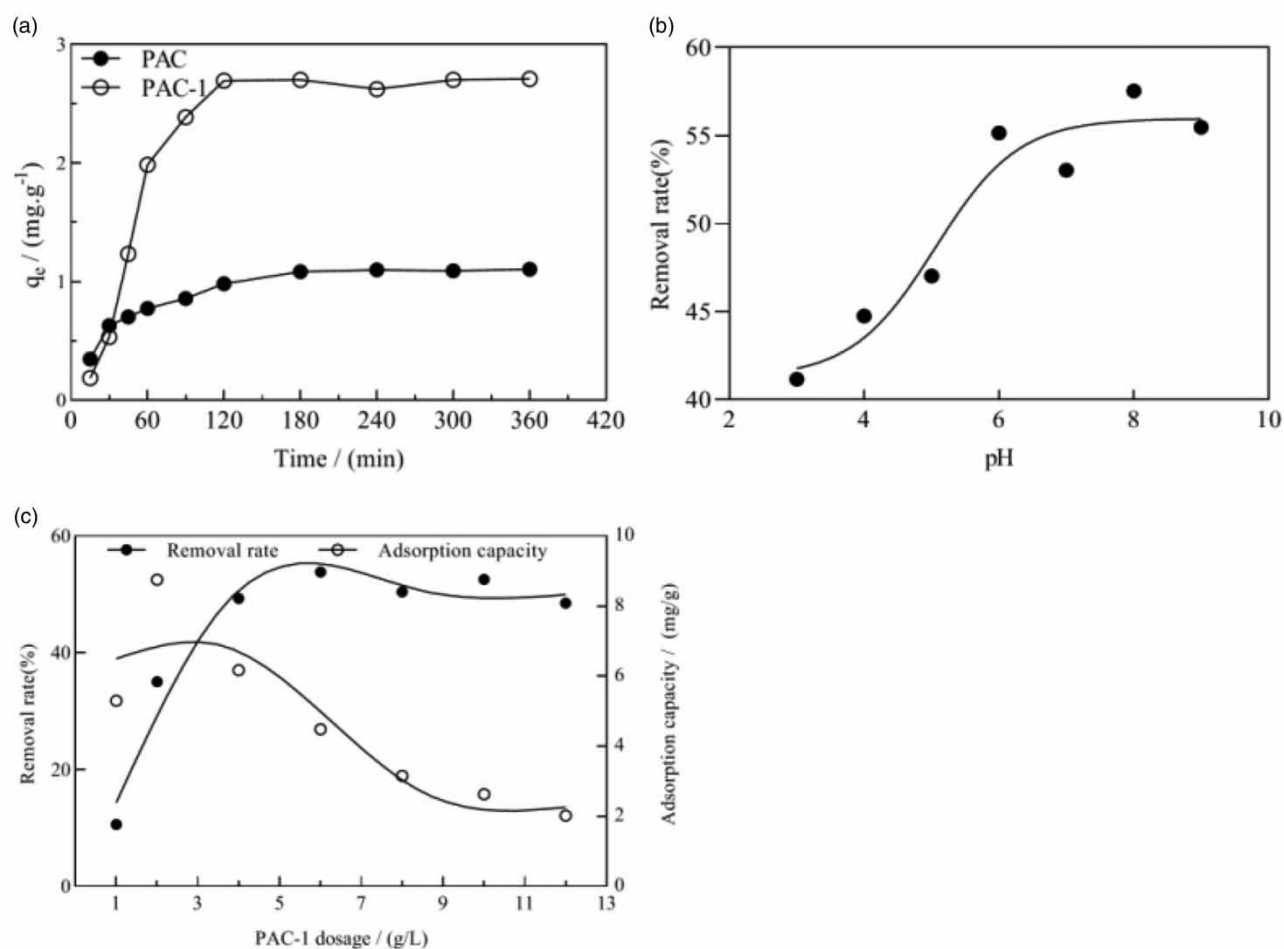 (a)
3
PAC
PAC-1
2
1
0
0 60 120 180 240 300 360 420
qe / (mg.g-1)
Time / (min)
(b)
60
55
50
45
40
2 4 6 8 10
Removal rate(%)
pH
(c)
60
40
20
0
10
8
6
4
2
0
Removal rate Adsorption capacity
1 3 5 7 9 11 13
Removal rate(%)
Adsorption capacity / (mg/g)
PAC-1 dosage / (g/L)